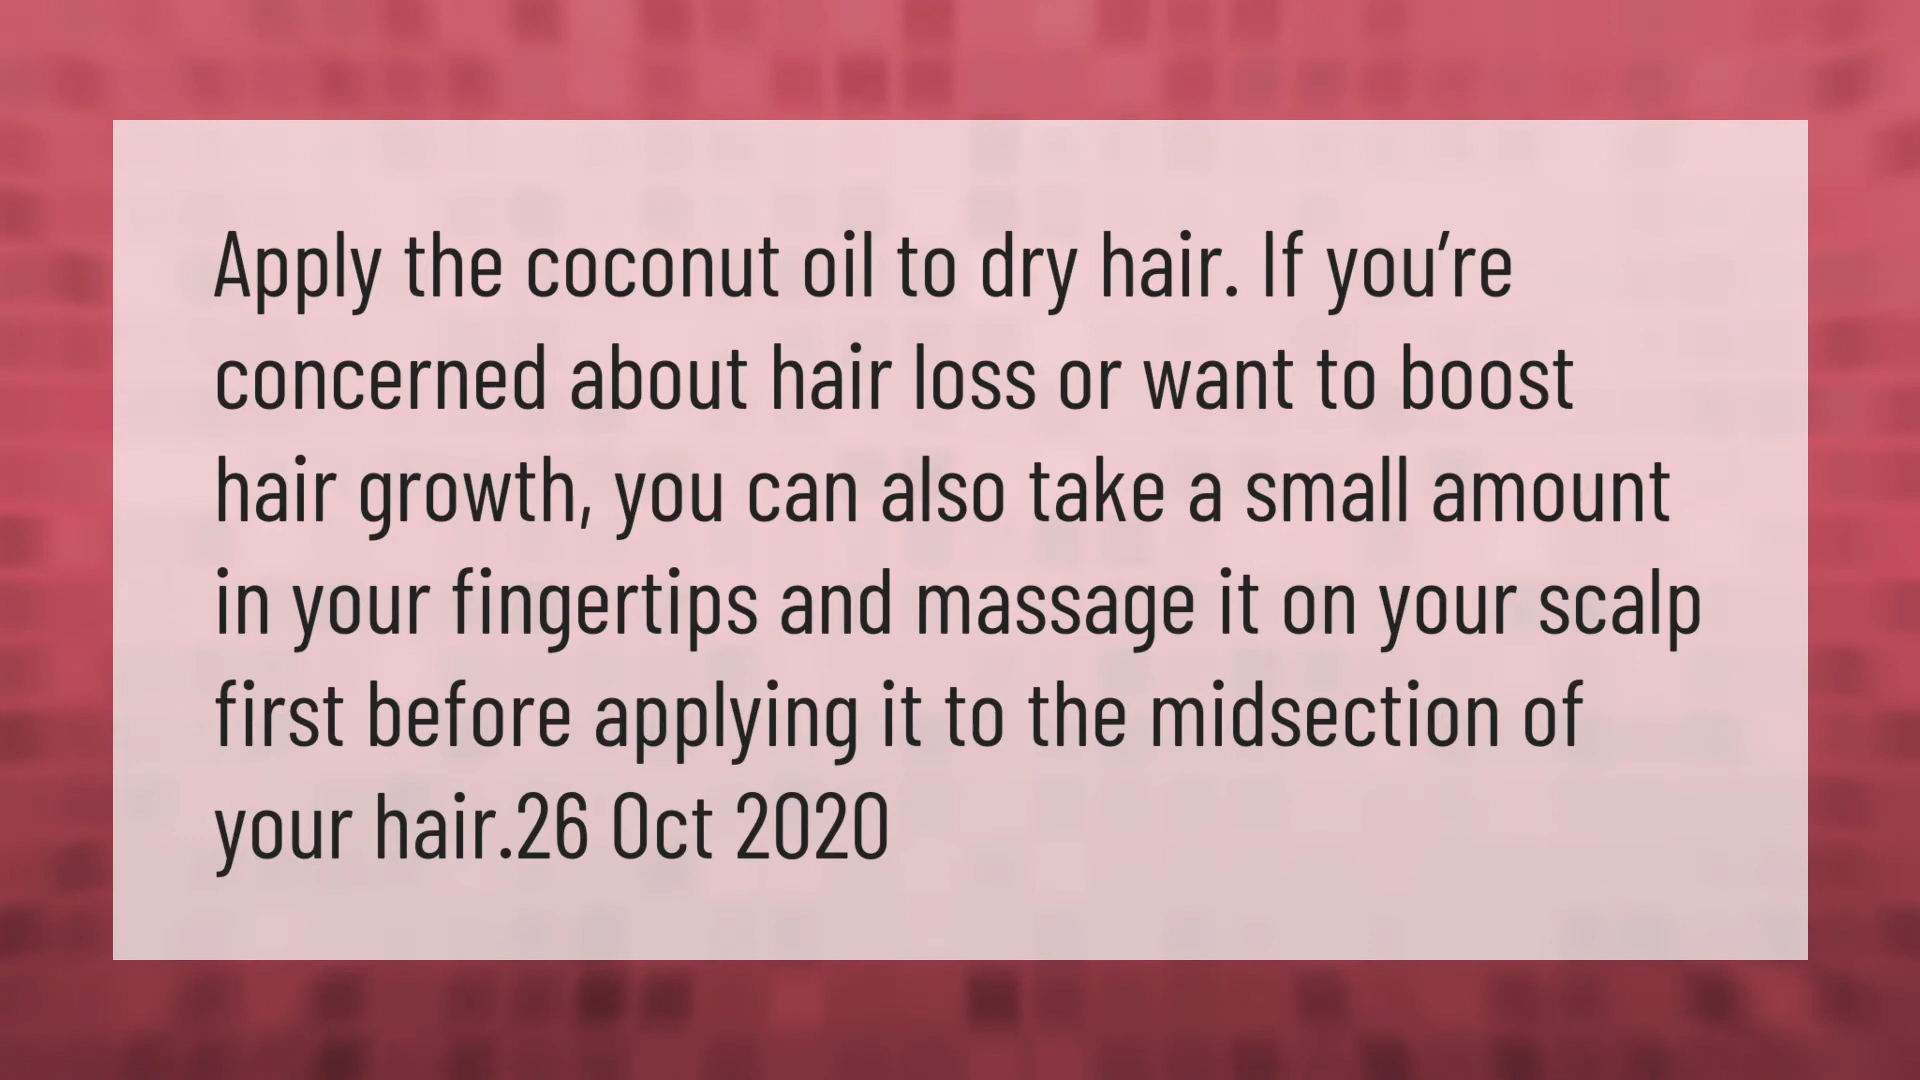 Apply the coconut oil to dry hair. If you’re
concerned about hair loss or want to boost
hair growth, you can also take a small amount
in your fingertips and massage it on your scalp
first before applying it to the midsection of
your hair.26 Oct 2020